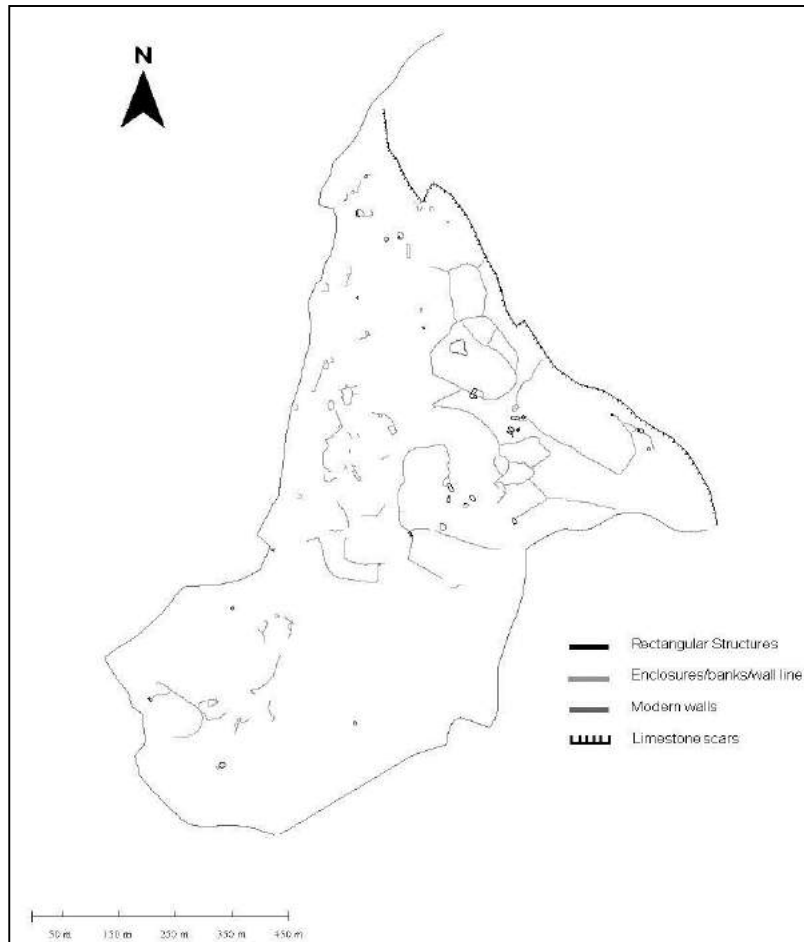 N
Rectangular Structures
Enclosures/banks/wall line
Modern walls
Limestone scars
50 m 150 m 250 m 350 m 450 m